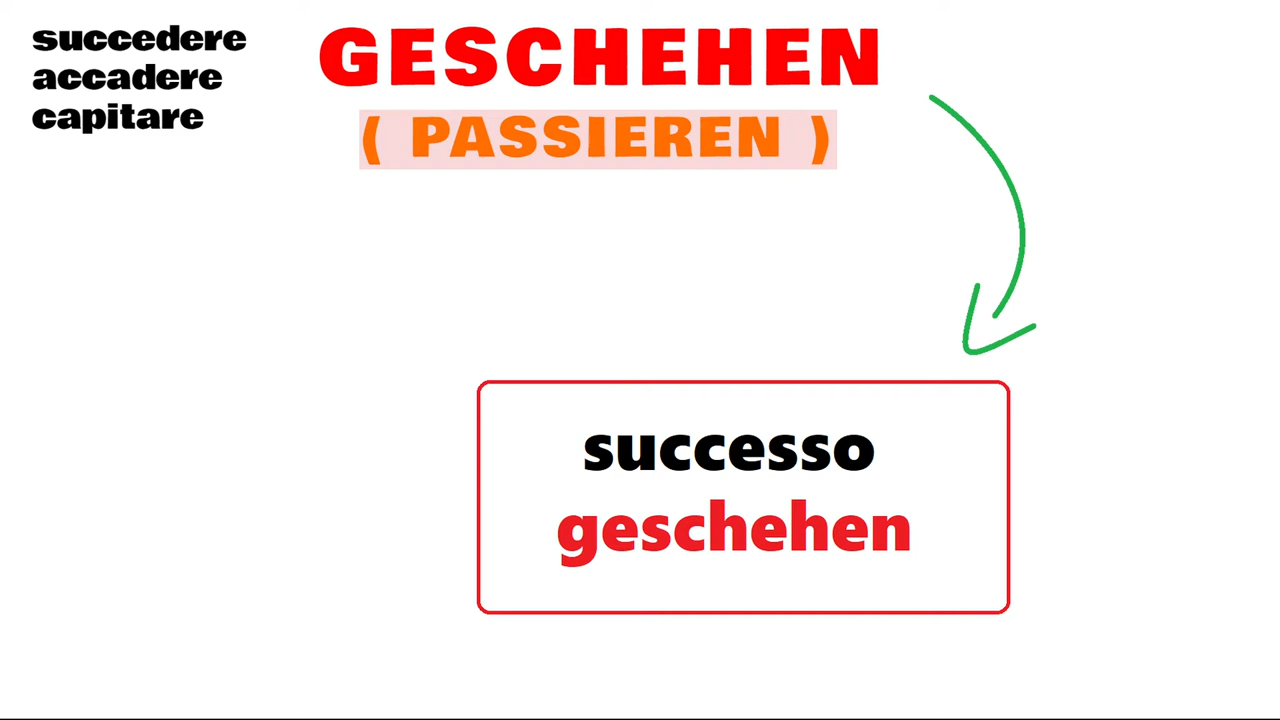 succedere
accadere
capitare
GESCHEHEN
( PASSIEREN )
successo
geschehen